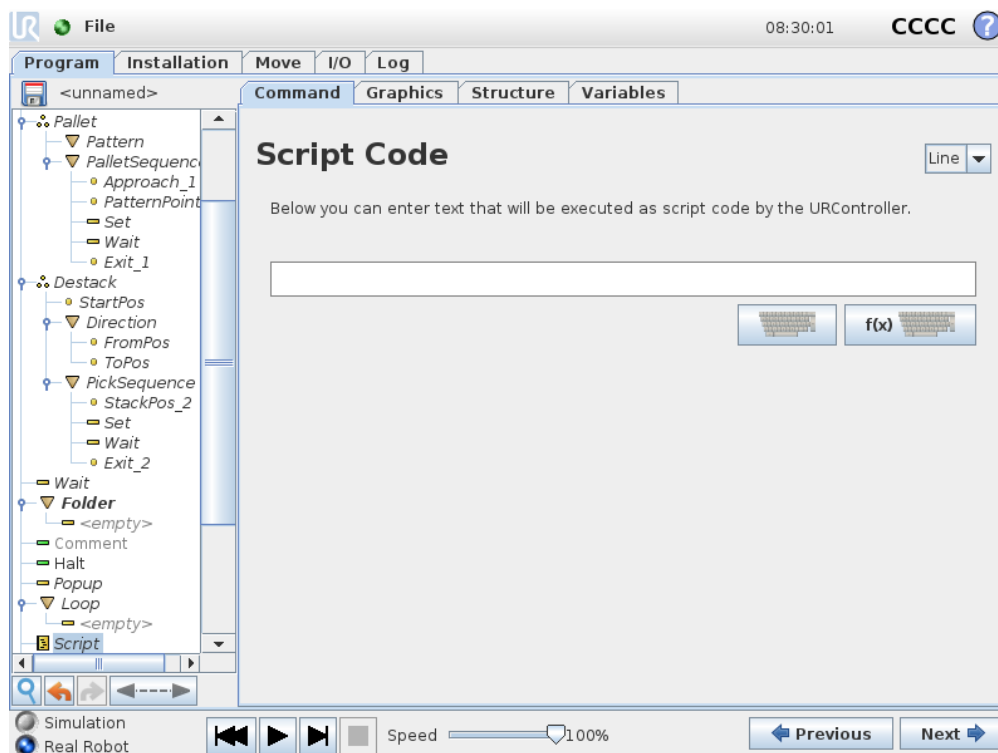 UR File 08:30:01 CCCC ?
Program Installation Move I/O Log
<unnamed>
Command Graphics Structure Variables
Pallet
Pattern
PalletSequenc
Approach_1
PatternPoint
Set
Wait
Exit_1
Destack
StartPos
Direction
FromPos
ToPos
PickSequence
StackPos_2
Set
Wait
Exit_2
Wait
Folder
<empty>
Comment
Halt
Popup
Loop
<empty>
Script
Script Code
Line
Below you can enter text that will be executed as script code by the URController.
f(x)
Simulation
Real Robot
Speed 100%
Previous Next